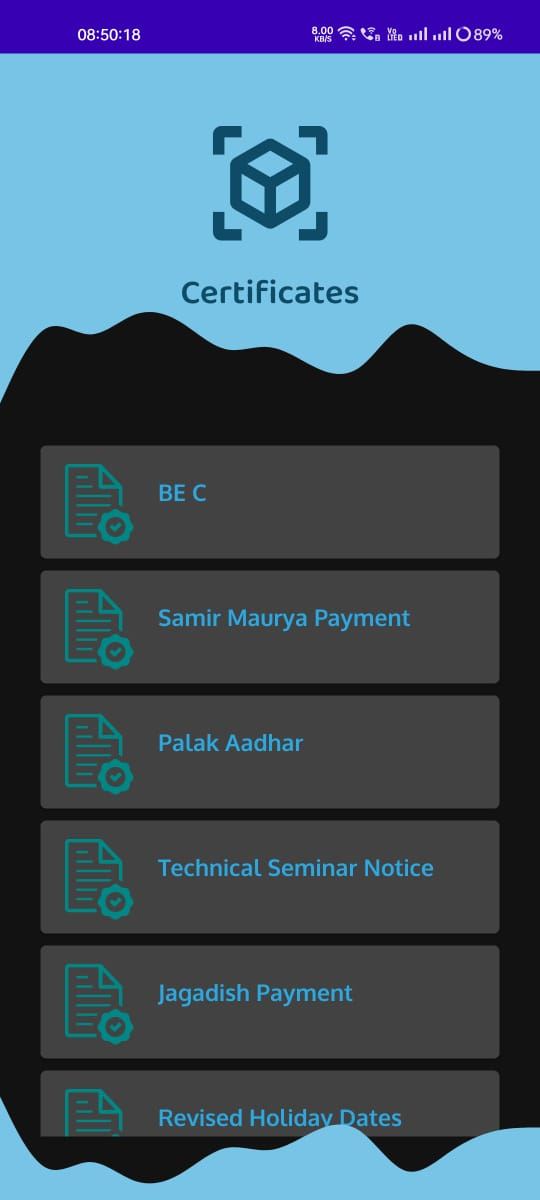 08:50:18
8.00 KB/S
Vo LTED
89%
Certificates
BE C
Samir Maurya Payment
Palak Aadhar
Technical Seminar Notice
Jagadish Payment
Revised Holiday Dates